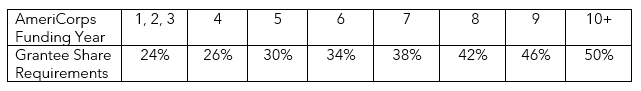 AmeriCorps Funding Year 1, 2, 3 4 5 6 7 8 9 10+
Grantee Share Requirements 24% 26% 30% 34% 38% 42% 46% 50%